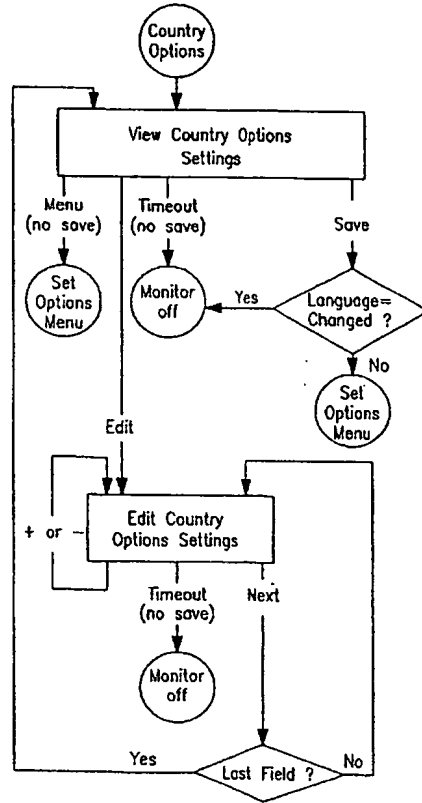 Country
Options
View Country Options
Settings
Menu
(no save)
Timeout
(no save)
Save
Set
Options
Menu
Monitor
off
Yes
Language=
Changed ?
No
Set
Options
Menu
Edit
+ or -
Edit Country
Options Settings
Timeout
(no save)
Next
Monitor
off
Yes
Last Field ?
No